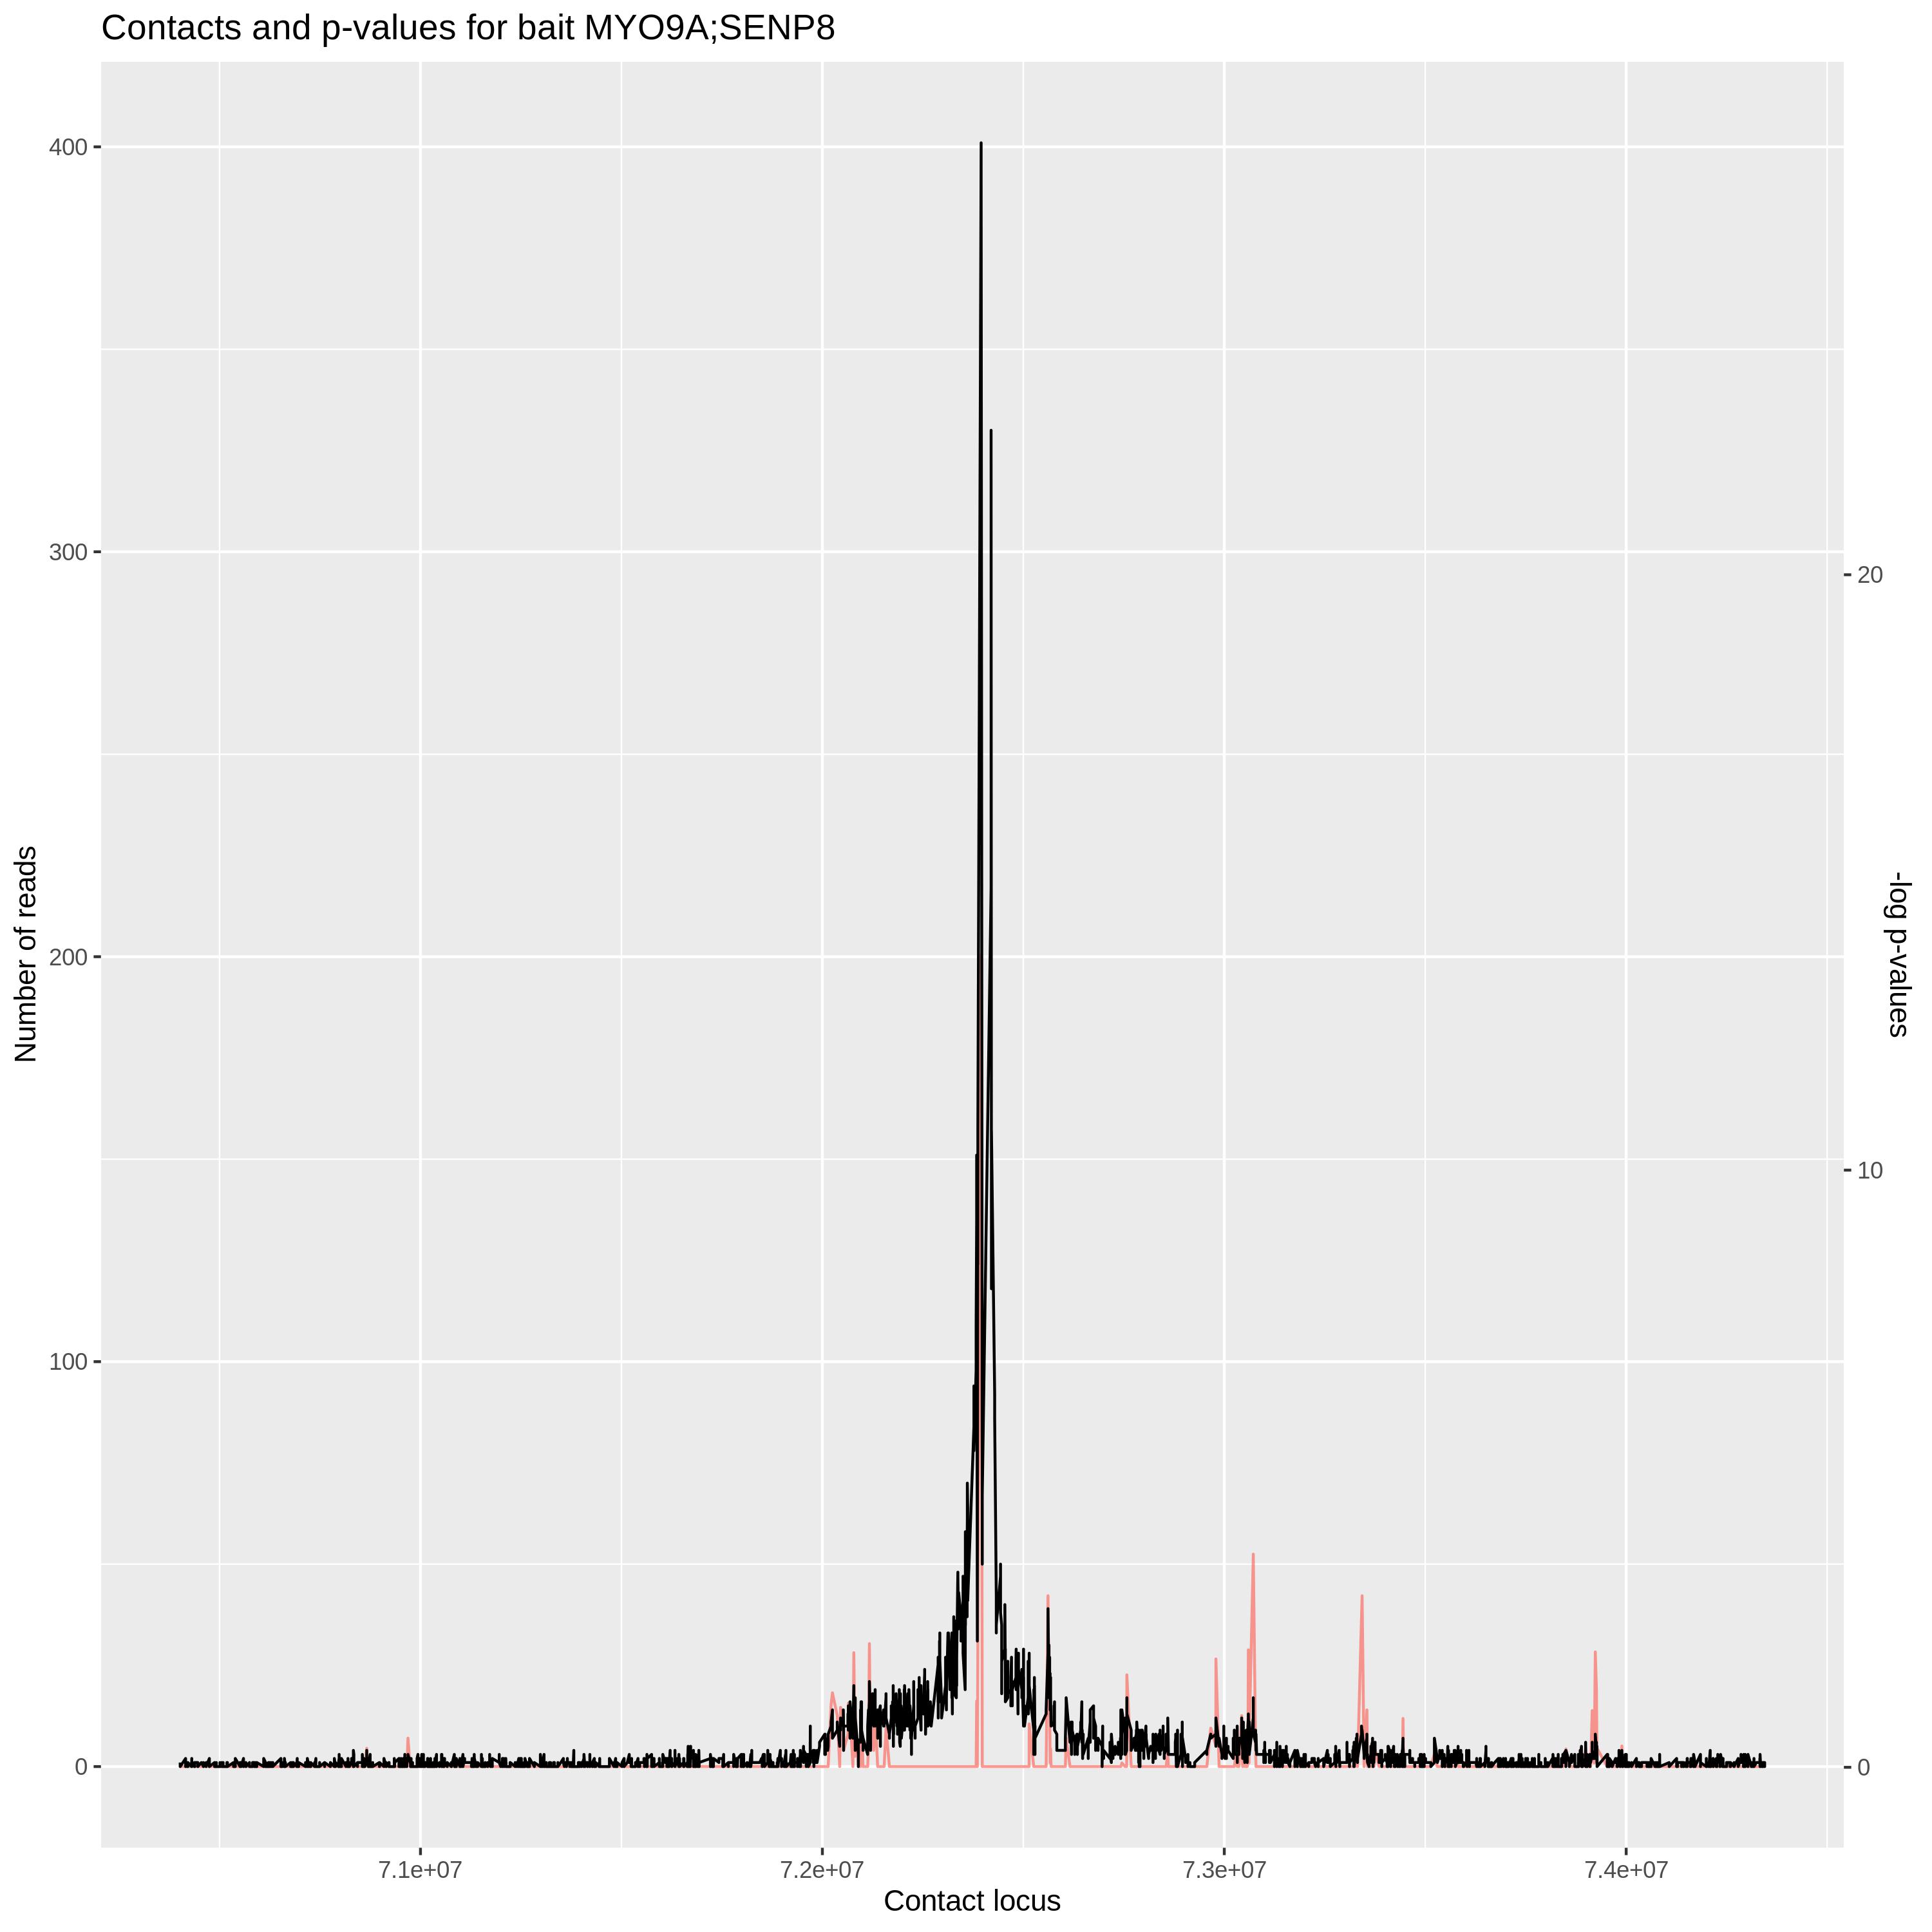 Contacts and p-values for bait MYO9A;SENP8
400
300
200
100
0
Number of reads
20
10
0
-log p-values
7.1e+07 7.2e+07 7.3e+07 7.4e+07
Contact locus